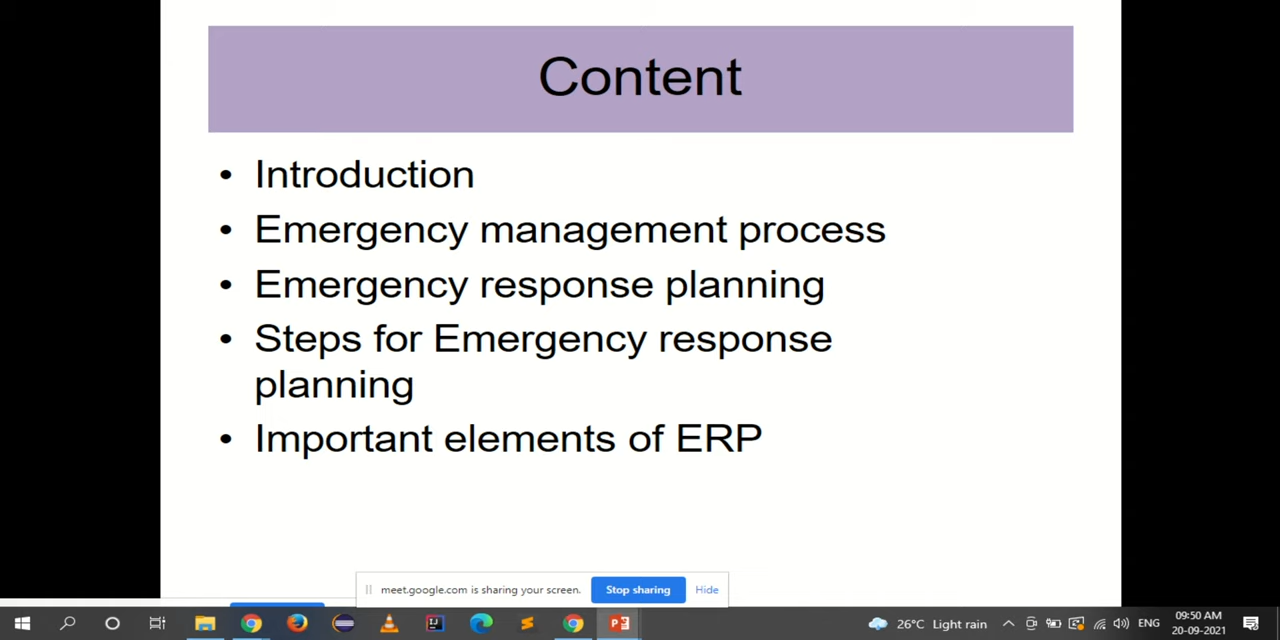 Content
• Introduction
• Emergency management process
• Emergency response planning
• Steps for Emergency response
planning
• Important elements of ERP
meet.google.com is sharing your screen. Stop sharing Hide
26°C Light rain ENG 09:50 AM
20-09-2021